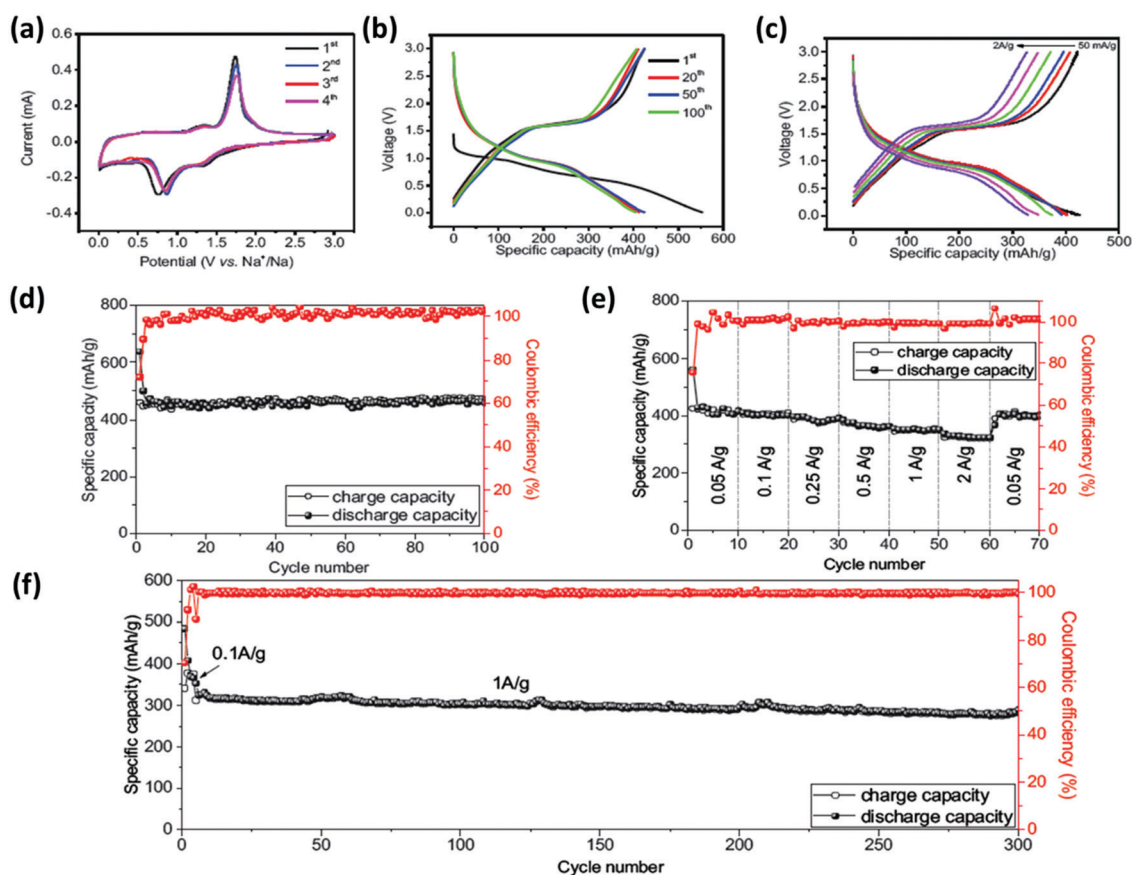 (a)
Current (mA)
0.6
0.4
0.2
0.0
-0.2
-0.4
1st
2nd
3rd
4th
0.0 0.5 1.0 1.5 2.0 2.5 3.0
Potential (V vs. Na+/Na)
(b)
Voltage (V)
3.0
2.5
2.0
1.5
1.0
0.5
0.0
1st
20th
50th
100th
0 100 200 300 400 500 600
Specific capacity (mAh/g)
(c)
Voltage (V)
3.0
2.5
2.0
1.5
1.0
0.5
0.0
2A/g 50 mA/g
0 100 200 300 400 500
Specific capacity (mAh/g)
(d)
Specific capacity (mAh/g)
800
600
400
200
0
charge capacity
discharge capacity
100
80
60
40
20
0
Coulombic efficiency (%)
0 20 40 60 80 100
Cycle number
(e)
Specific capacity (mAh/g)
800
600
400
200
0
charge capacity
discharge capacity
0.05 A/g
0.1 A/g
0.25 A/g
0.5 A/g
1 A/g
2 A/g
0.05 A/g
100
80
60
40
20
0
Coulombic efficiency (%)
0 10 20 30 40 50 60 70
Cycle number
(f)
Specific capacity (mAh/g)
600
500
400
300
200
100
0
0.1A/g
1A/g
charge capacity
discharge capacity
100
80
60
40
20
0
Coulombic efficiency (%)
0 50 100 150 200 250 300
Cycle number